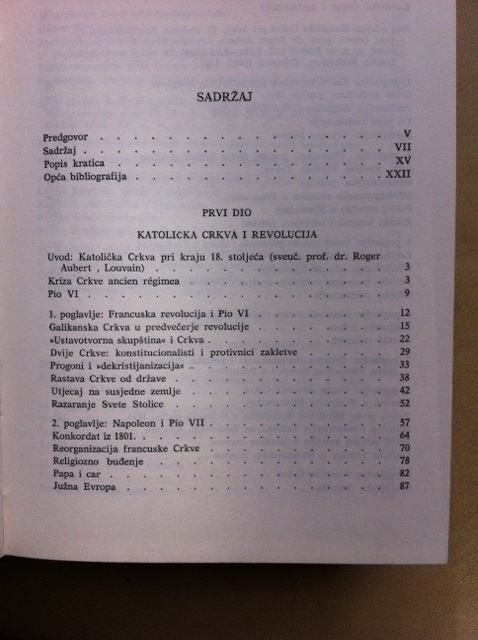 SADRŽAJ
Predgovor . . . . . . . . . . . . . . . . V
Sadržaj . . . . . . . . . . . . . . . . VII
Popis kratica . . . . . . . . . . . . . . . XV
Opća bibliografija . . . . . . . . . . . . . . XXII
PRVI DIO
KATOLIČKA CRKVA I REVOLUCIJA
Uvod: Katolička Crkva pri kraju 18. stoljeća (sveuč. prof. dr. Roger
Aubert , Louvain) . . . . . . . . . . . . . 3
Kriza Crkve ancien régimea . . . . . . . . . . . 3
Pio VI . . . . . . . . . . . . . . . . 9
1. poglavlje: Francuska revolucija i Pio VI . . . . . . . 12
Galikanska Crkva u predvečerje revolucije . . . . . . . 15
»Ustavotvorna skupština« i Crkva . . . . . . . . . 22
Dvije Crkve: konstitucionalisti i protivnici zakletve . . . . . 29
Progoni i »dekristijanizacija« .. . . . . . . . . . 33
Rastava Crkve od države . . . . . . . . . . . 38
Utjecaj na susjedne zemlje . . . . . . . . . . . 42
Razaranje Svete Stolice . . . . . . . . . . . . 52
2. poglavlje: Napoleon i Pio VII . . . . . . . . . . 57
Konkordat iz 1801. . . . . . . . . . . . . . 64
Reorganizacija francuske Crkve . . . . . . . . . . 70
Religiozno buđenje . . . . . . . . . . . . . 78
Papa i car . . . . . . . . . . . . . . . 82
Južna Evropa . . . . . . . . . . . . . . 87